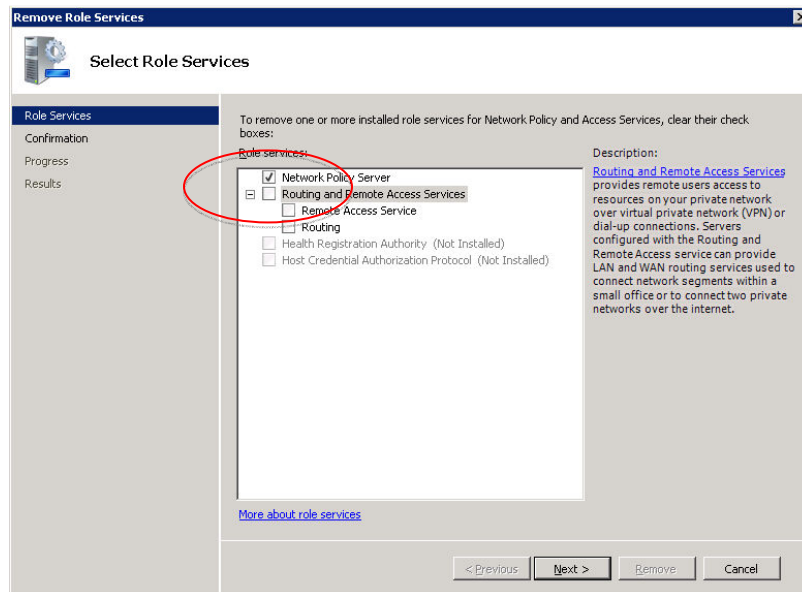 Remove Role Services
Select Role Services
Role Services
Confirmation
Progress
Results
To remove one or more installed role services for Network Policy and Access Services, clear their check
boxes:
Role services:
Network Policy Server
Routing and Remote Access Services
Remote Access Service
Routing
Health Registration Authority (Not Installed)
Host Credential Authorization Protocol (Not Installed)
More about role services
Description:
Routing and Remote Access Services
provides remote users access to
resources on your private network
over virtual private network (VPN) or
dial-up connections. Servers
configured with the Routing and
Remote Access service can provide
LAN and WAN routing services used to
connect network segments within a
small office or to connect two private
networks over the internet.
< Previous
Next >
Remove
Cancel